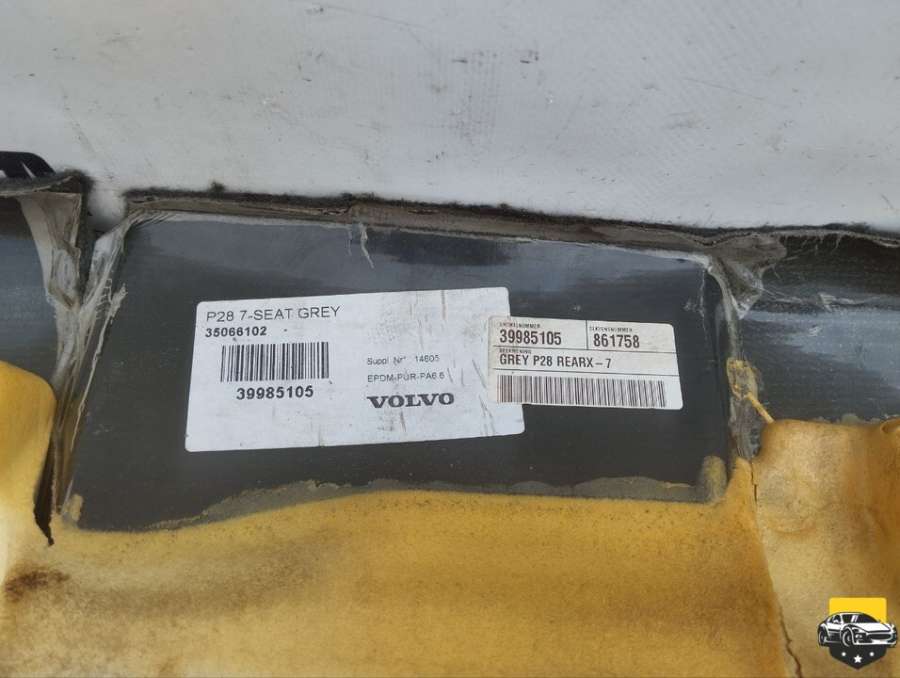 P28 7-SEAT GREY
35066102
39985105
Suppl Nr: 14605
EPDM-PUR-PA6.6
VOLVO
39985105
861758
GREY P28 REARX-7